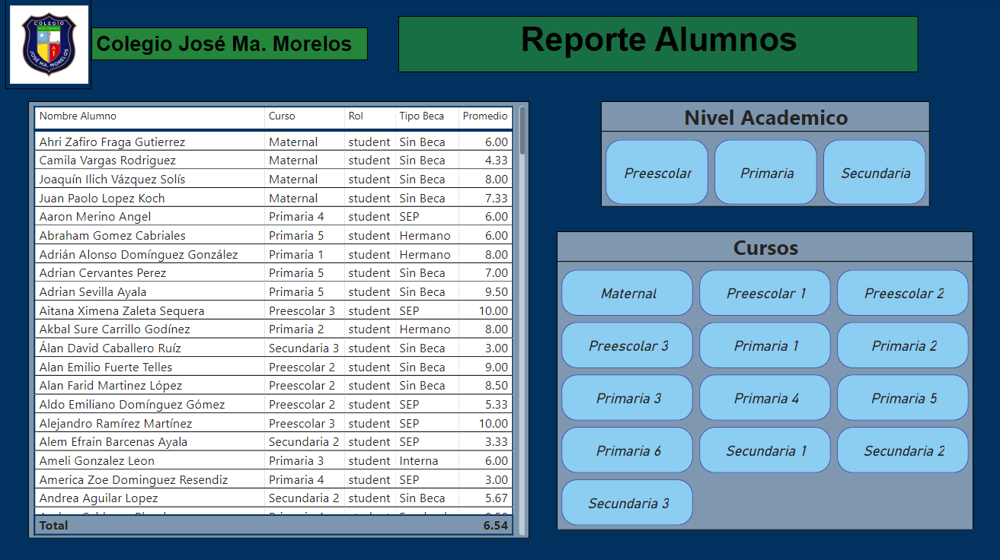 COLEGIO
JOSÉ MA. MORELOS
Colegio José Ma. Morelos
Reporte Alumnos
Nombre Alumno Curso Rol Tipo Beca Promedio
Ahri Zafiro Fraga Gutierrez Maternal student Sin Beca 6.00
Camila Vargas Rodriguez Maternal student Sin Beca 4.33
Joaquín Ilich Vázquez Solís Maternal student Sin Beca 8.00
Juan Paolo Lopez Koch Maternal student Sin Beca 7.33
Aaron Merino Angel Primaria 4 student SEP 6.00
Abraham Gomez Cabriales Primaria 5 student Hermano 6.00
Adrián Alonso Domínguez González Primaria 1 student Hermano 8.00
Adrian Cervantes Perez Primaria 5 student Sin Beca 7.00
Adrian Sevilla Ayala Primaria 5 student Sin Beca 9.50
Aitana Ximena Zaleta Sequera Preescolar 3 student SEP 10.00
Akbal Sure Carrillo Godínez Primaria 2 student Hermano 8.00
Álan David Caballero Ruíz Secundaria 3 student Sin Beca 3.00
Alan Emilio Fuerte Telles Preescolar 2 student Sin Beca 9.00
Alan Farid Martinez López Preescolar 2 student Sin Beca 8.50
Aldo Emiliano Domínguez Gómez Preescolar 2 student SEP 5.33
Alejandro Ramírez Martínez Preescolar 3 student SEP 10.00
Alem Efrain Barcenas Ayala Secundaria 2 student SEP 3.33
Ameli Gonzalez Leon Primaria 3 student Interna 6.00
America Zoe Dominguez Resendiz Primaria 4 student SEP 3.00
Andrea Aguilar Lopez Secundaria 2 student Sin Beca 5.67
Total 6.54
Nivel Academico
Preescolar Primaria Secundaria
Cursos
Maternal Preescolar 1 Preescolar 2
Preescolar 3 Primaria 1 Primaria 2
Primaria 3 Primaria 4 Primaria 5
Primaria 6 Secundaria 1 Secundaria 2
Secundaria 3